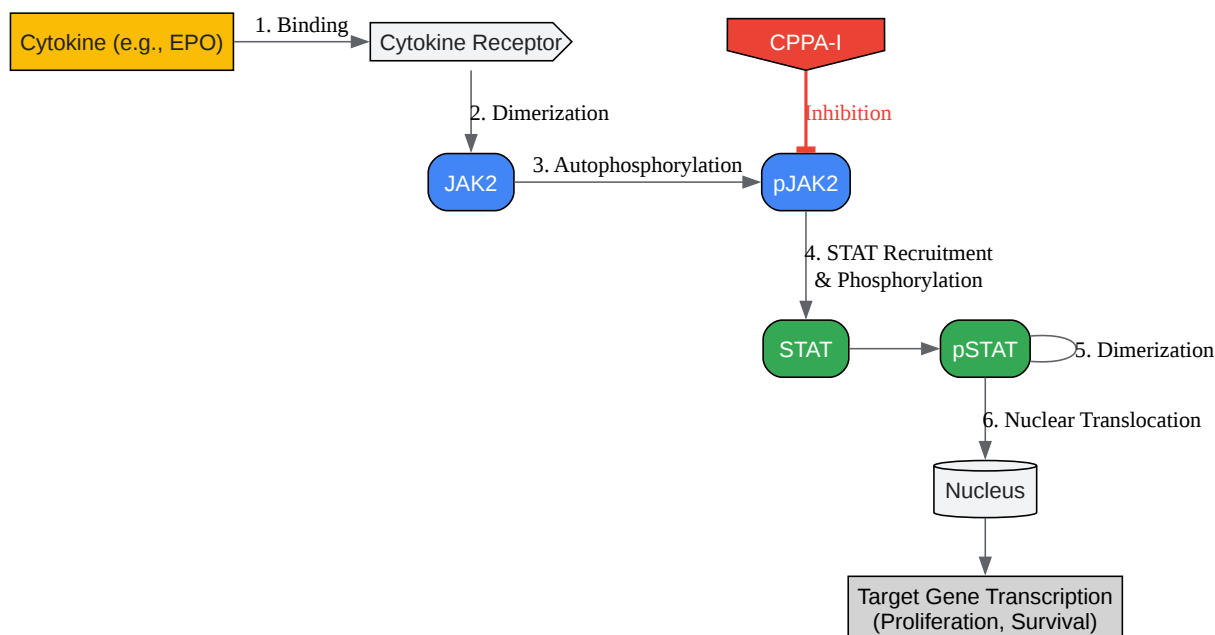 Cytokine (e.g., EPO)
1. Binding
Cytokine Receptor
CPPA-I
2. Dimerization
Inhibition
JAK2
3. Autophosphorylation
pJAK2
4. STAT Recruitment
& Phosphorylation
STAT
pSTAT
5. Dimerization
6. Nuclear Translocation
Nucleus
Target Gene Transcription
(Proliferation, Survival)